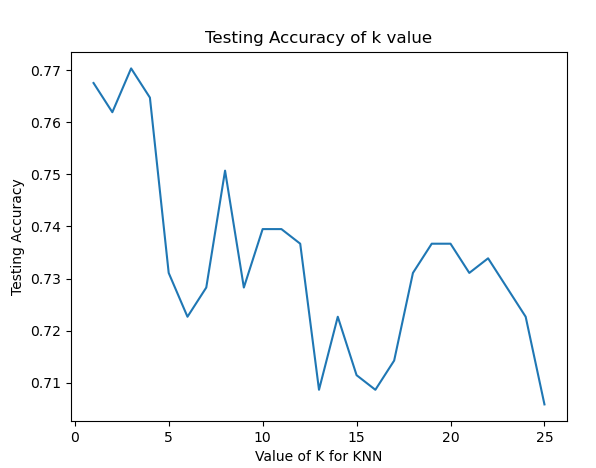 Testing Accuracy of k value
Testing Accuracy
0.77
0.76
0.75
0.74
0.73
0.72
0.71
0 5 10 15 20 25
Value of K for KNN